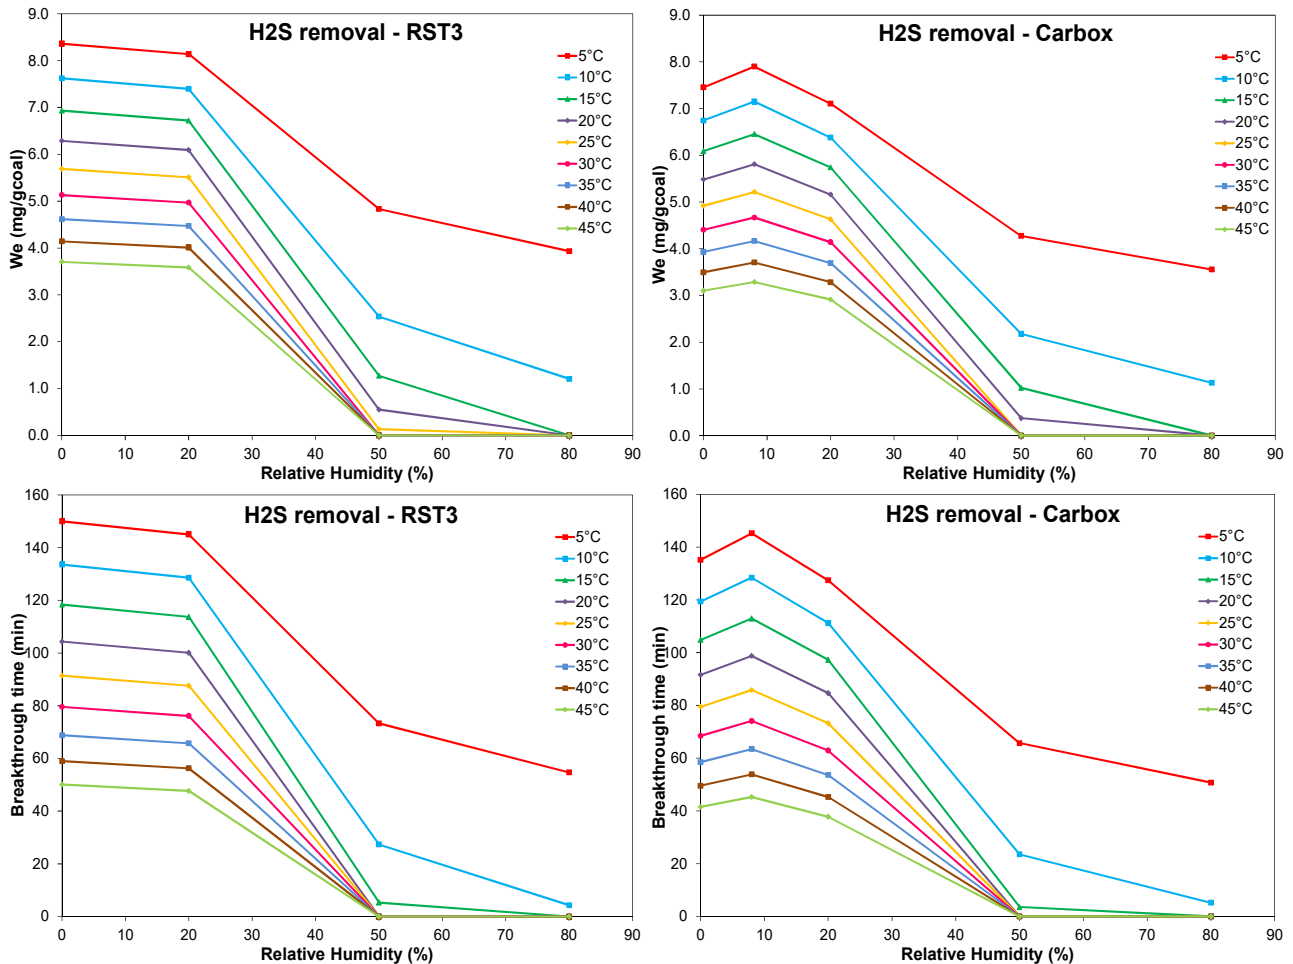 H2S removal - RST3
We (mg/gcoal)
9.0
8.0
7.0
6.0
5.0
4.0
3.0
2.0
1.0
0.0
0 10 20 30 40 50 60 70 80 90
Relative Humidity (%)
5°C
10°C
15°C
20°C
25°C
30°C
35°C
40°C
45°C
H2S removal - Carbox
We (mg/gcoal)
9.0
8.0
7.0
6.0
5.0
4.0
3.0
2.0
1.0
0.0
0 10 20 30 40 50 60 70 80 90
Relative Humidity (%)
5°C
10°C
15°C
20°C
25°C
30°C
35°C
40°C
45°C
H2S removal - RST3
Breakthrough time (min)
160
140
120
100
80
60
40
20
0
0 10 20 30 40 50 60 70 80 90
Relative Humidity (%)
5°C
10°C
15°C
20°C
25°C
30°C
35°C
40°C
45°C
H2S removal - Carbox
Breakthrough time (min)
160
140
120
100
80
60
40
20
0
0 10 20 30 40 50 60 70 80 90
Relative Humidity (%)
5°C
10°C
15°C
20°C
25°C
30°C
35°C
40°C
45°C